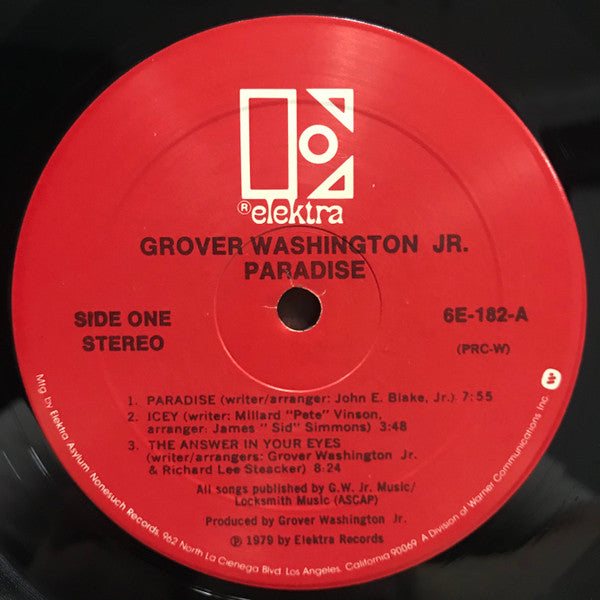 ® elektra
GROVER WASHINGTON JR.
PARADISE
SIDE ONE
STEREO
6E-182-A
(PRC-W)
1. PARADISE (writer/arranger: John E. Blake, Jr.) 7:55
2. ICEY (writer: Millard "Pete" Vinson,
arranger: James "Sid" Simmons) 3:48
3. THE ANSWER IN YOUR EYES
(writer/arrangers: Grover Washington Jr.
& Richard Lee Steacker) 8:24
All songs published by G.W. Jr. Music/
Locksmith Music (ASCAP)
Produced by Grover Washington Jr.
℗ 1979 by Elektra Records
Mfg by Elektra Asylum Nonesuch Records, 962 North La Cienega Blvd. Los Angeles, California 90069 A Division of Warner Communications Inc.